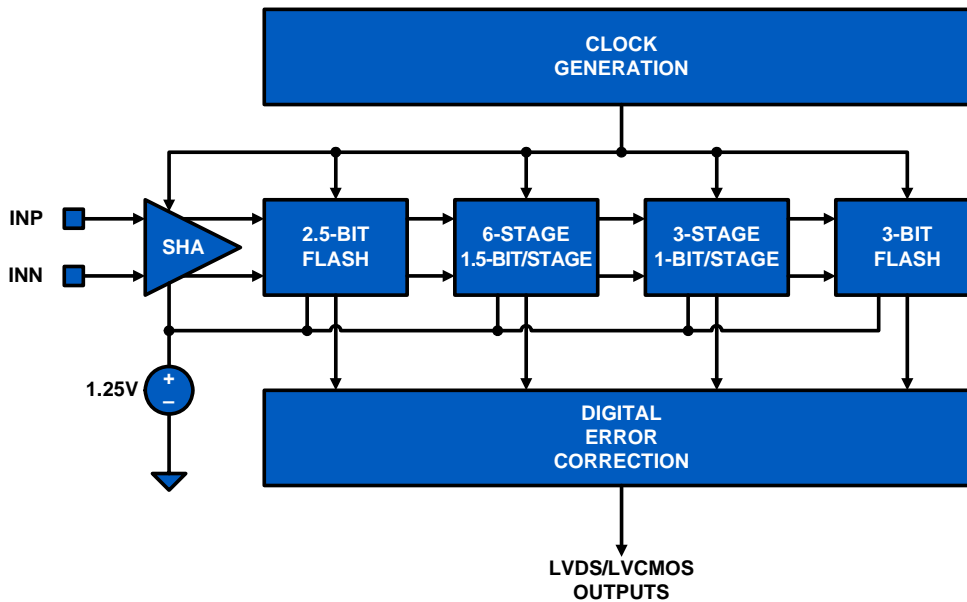 CLOCK
GENERATION
INP
INN
SHA
2.5-BIT
FLASH
6-STAGE
1.5-BIT/STAGE
3-STAGE
1-BIT/STAGE
3-BIT
FLASH
1.25V
+
–
DIGITAL
ERROR
CORRECTION
LVDS/LVCMOS
OUTPUTS